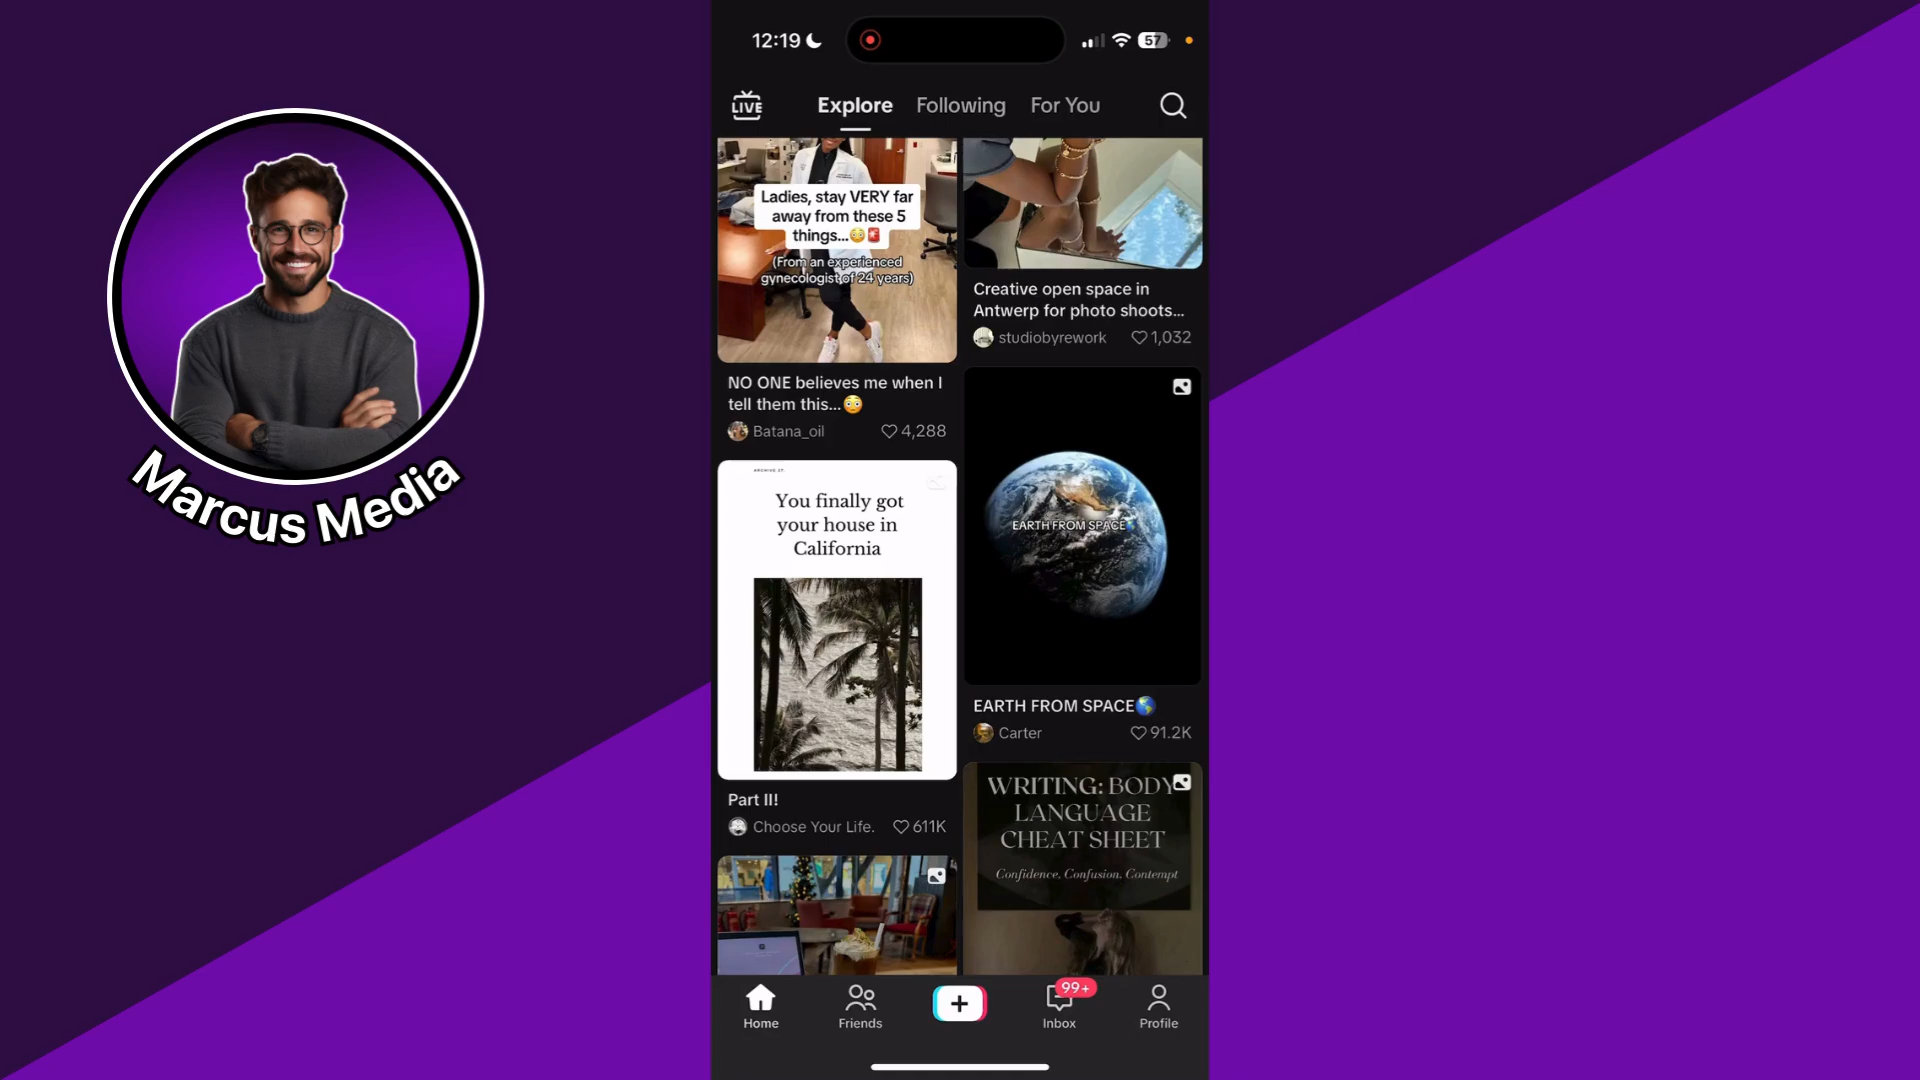 Marcus Media
12:19
57
LIVE
Explore
Following
For You
Ladies, stay VERY far
away from these 5
things...😳🚨
(From an experienced
gynecologist of 24 years)
NO ONE believes me when I
tell them this...😳
Batana_oil
4,288
ARCHIVE 27.
You finally got
your house in
California
Part II!
Choose Your Life.
611K
Creative open space in
Antwerp for photo shoots...
studiobyrework
1,032
EARTH FROM SPACE🌎
EARTH FROM SPACE🌎
Carter
91.2K
WRITING: BODY
LANGUAGE
CHEAT SHEET
Confidence, Confusion, Contempt
Home
Friends
99+
Inbox
Profile